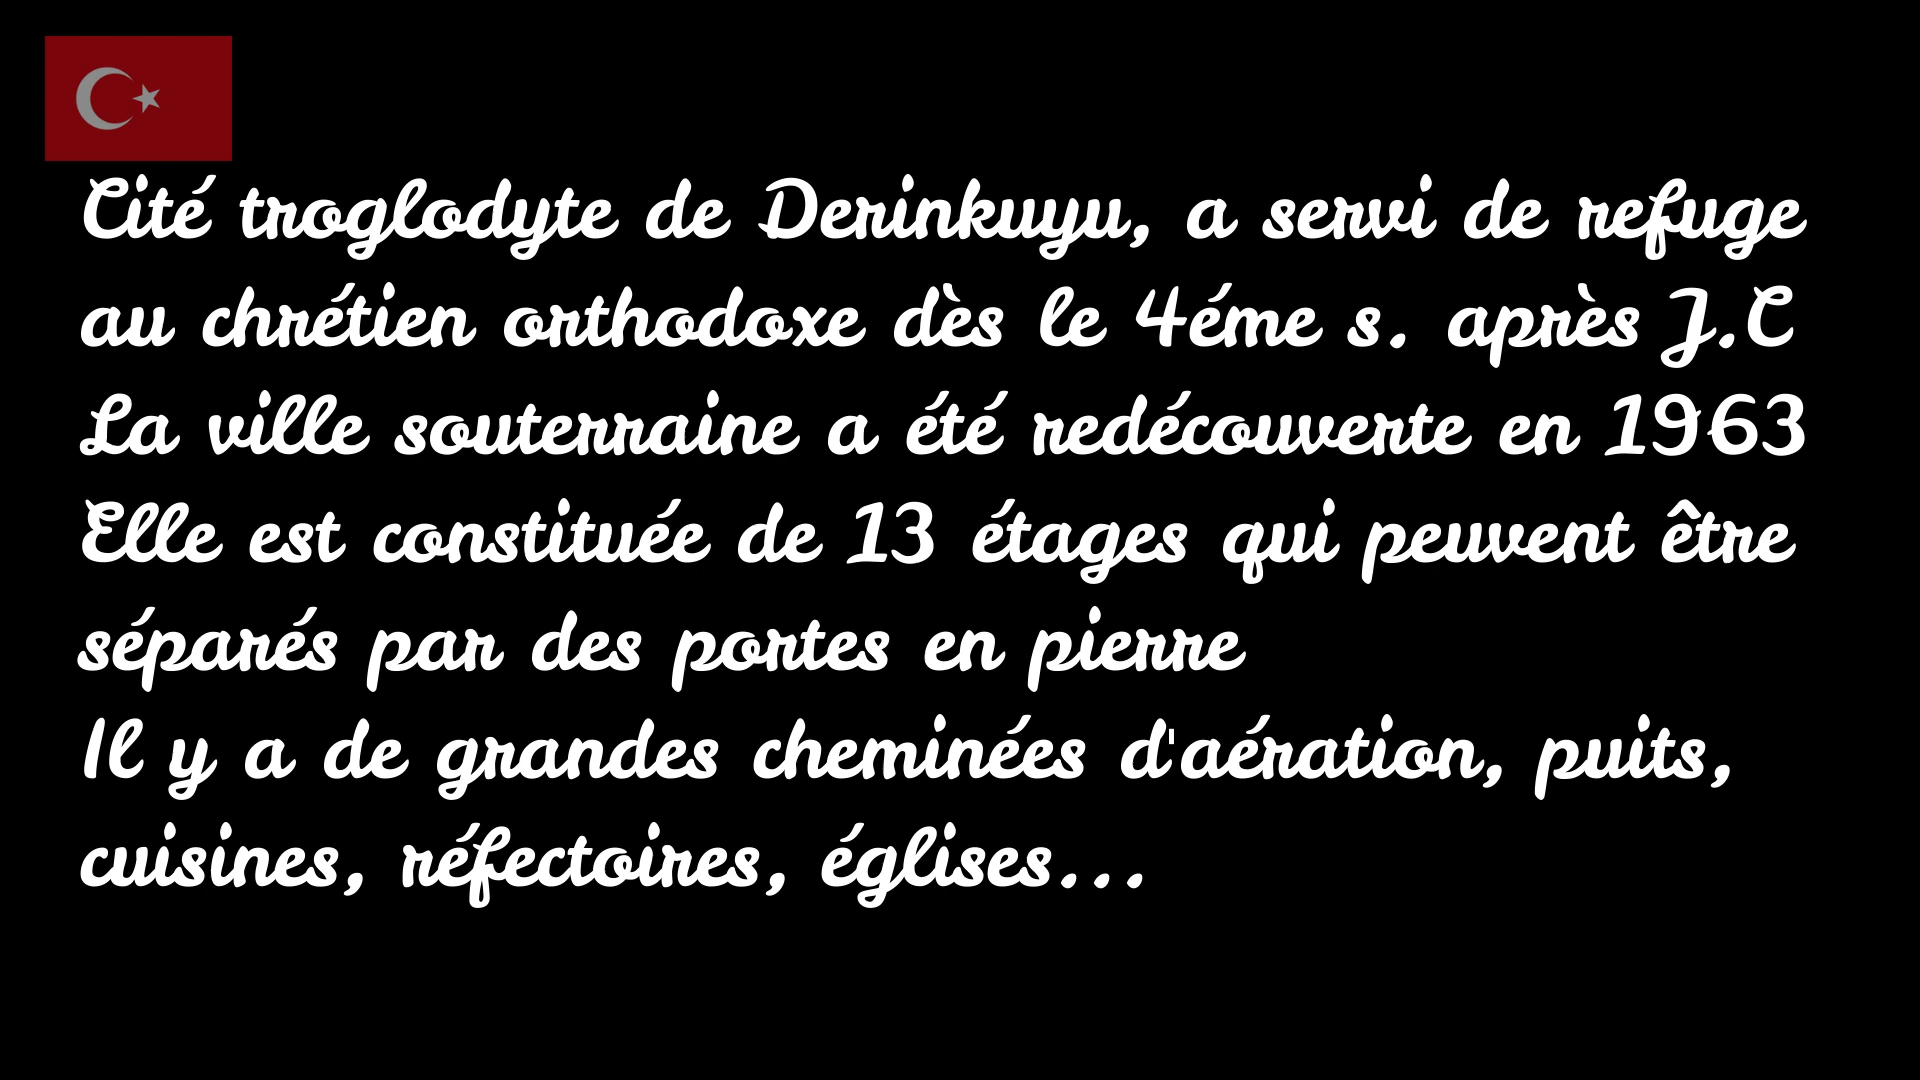 Cité troglodyte de Derinkuyu, a servi de refuge
au chrétien orthodoxe dès le 4éme s. après J.C
La ville souterraine a été redécouverte en 1963
Elle est constituée de 13 étages qui peuvent être
séparés par des portes en pierre
Il y a de grandes cheminées d'aération, puits,
cuisines, réfectoires, églises...